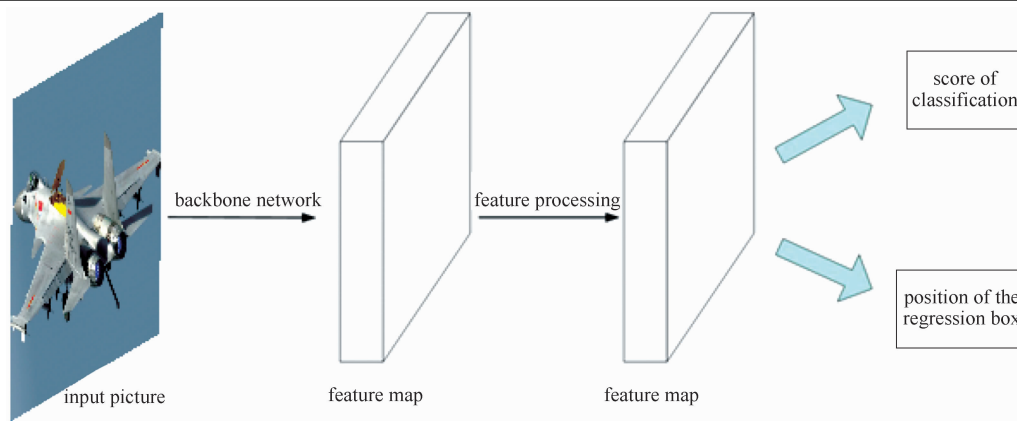 score of
classification
backbone network
feature processing
position of the
regression box
input picture
feature map
feature map